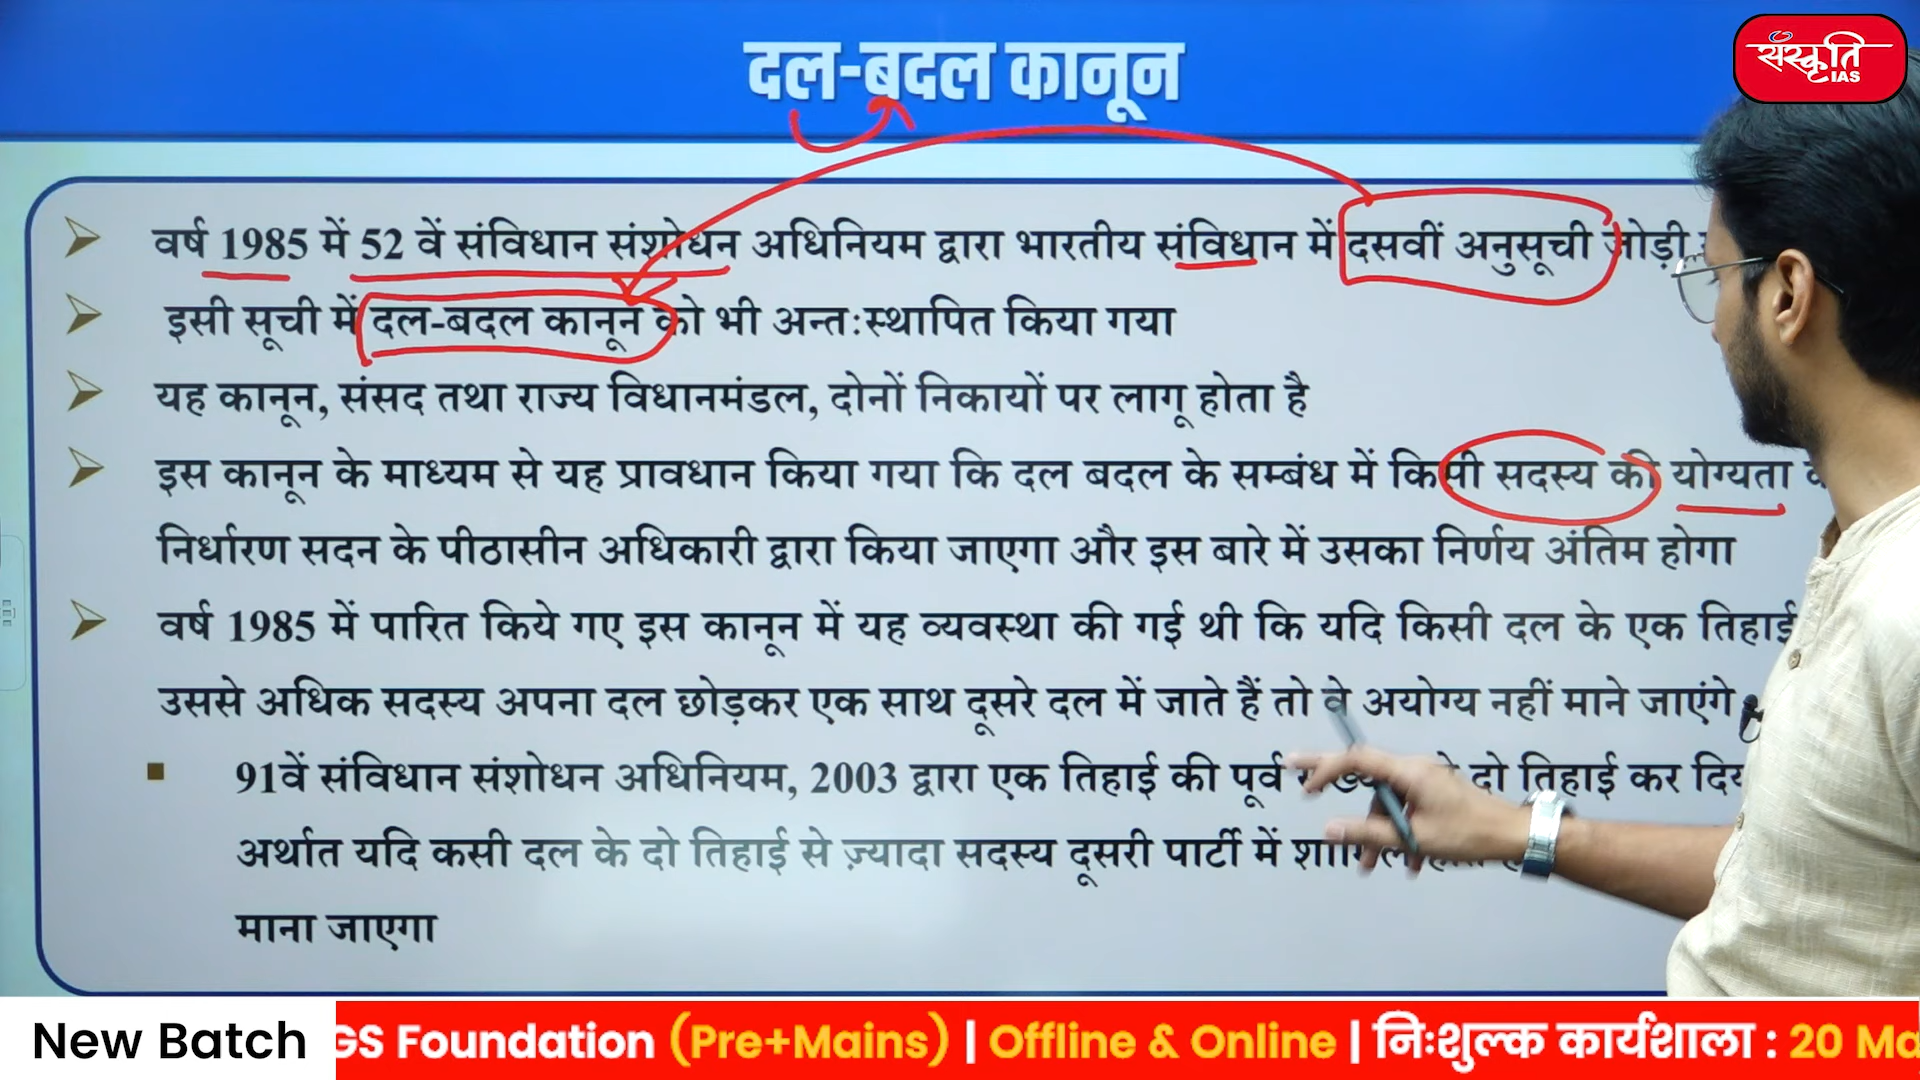 दल-बदल कानून
संस्कृति
IAS
वर्ष 1985 में 52 वें संविधान संशोधन अधिनियम द्वारा भारतीय संविधान में दसवीं अनुसूची जोड़ी
इसी सूची में दल-बदल कानून को भी अन्तःस्थापित किया गया
यह कानून, संसद तथा राज्य विधानमंडल, दोनों निकायों पर लागू होता है
इस कानून के माध्यम से यह प्रावधान किया गया कि दल बदल के सम्बंध में किसी सदस्य की योग्यता
निर्धारण सदन के पीठासीन अधिकारी द्वारा किया जाएगा और इस बारे में उसका निर्णय अंतिम होगा
वर्ष 1985 में पारित किये गए इस कानून में यह व्यवस्था की गई थी कि यदि किसी दल के एक तिहाई
उससे अधिक सदस्य अपना दल छोड़कर एक साथ दूसरे दल में जाते हैं तो वे अयोग्य नहीं माने जाएंगे
91वें संविधान संशोधन अधिनियम, 2003 द्वारा एक तिहाई की पूर्व दो तिहाई कर
अर्थात यदि कसी दल के दो तिहाई से ज़्यादा सदस्य दूसरी पार्टी में
माना जाएगा
New Batch GS Foundation (Pre+Mains) | Offline & Online | निःशुल्क कार्यशाला : 20